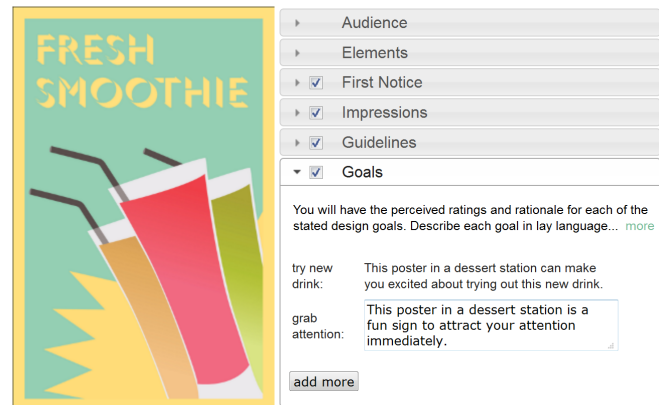 FRESH
SMOOTHIE
Audience
Elements
First Notice
Impressions
Guidelines
Goals
You will have the perceived ratings and rationale for each of the
stated design goals. Describe each goal in lay language... more
try new
drink:
This poster in a dessert station can make
you excited about trying out this new drink.
grab
attention:
This poster in a dessert station is a
fun sign to attract your attention
immediately.
add more